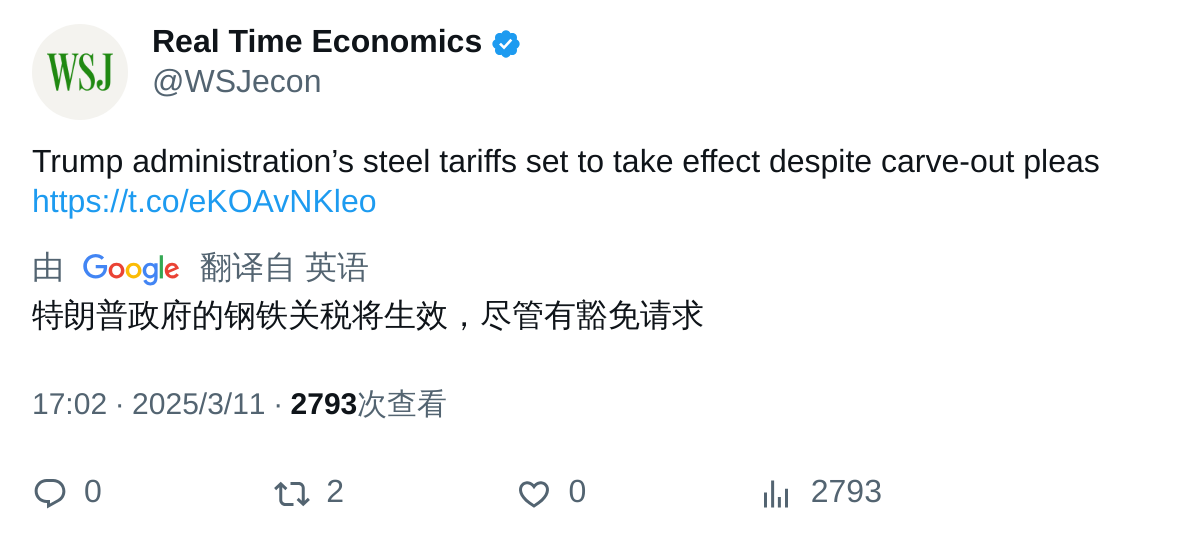 WSJ
Real Time Economics
@WSJecon
Trump administration’s steel tariffs set to take effect despite carve-out pleas
https://t.co/eKOAvNKleo
由 Google 翻译自 英语
特朗普政府的钢铁关税将生效，尽管有豁免请求
17:02 · 2025/3/11 · 2793次查看
0 2 0 2793